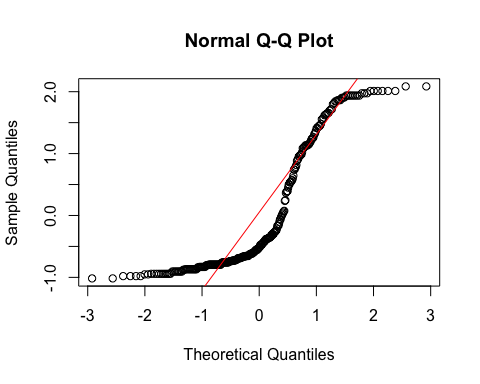 Normal Q-Q Plot
Sample Quantiles
2.0
1.0
0.0
-1.0
-3 -2 -1 0 1 2 3
Theoretical Quantiles